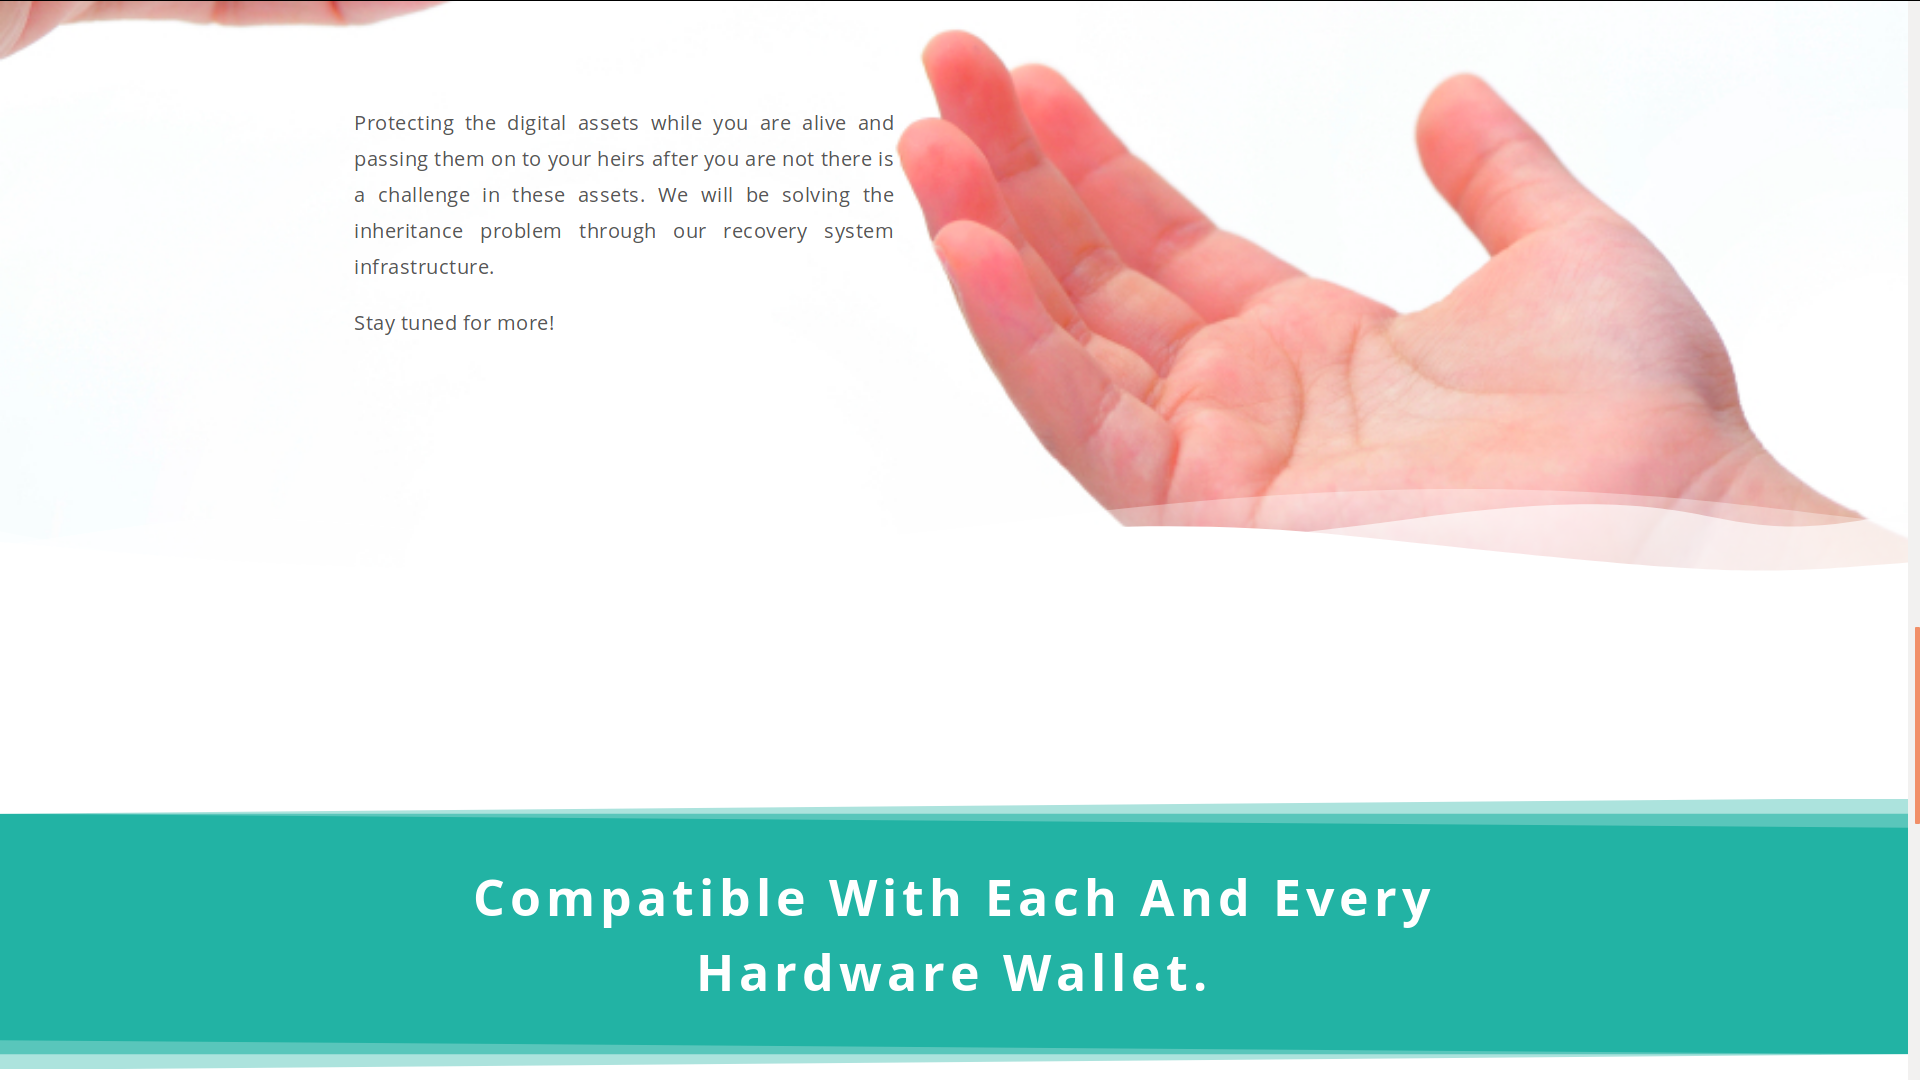 Protecting the digital assets while you are alive and
passing them on to your heirs after you are not there is
a challenge in these assets. We will be solving the
inheritance problem through our recovery system
infrastructure.
Stay tuned for more!
Compatible With Each And Every
Hardware Wallet.